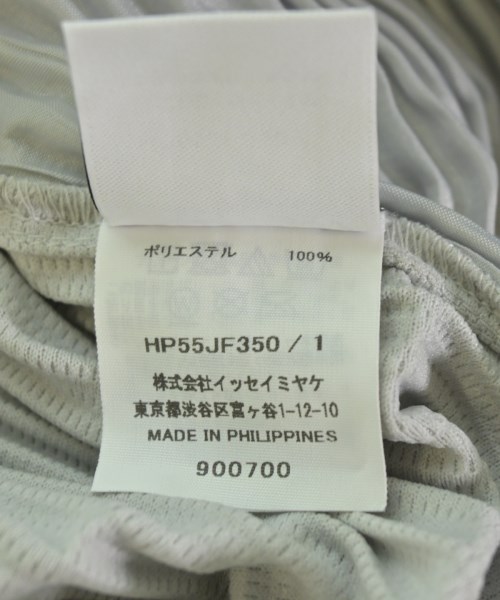 ポリエステル 100%
HP55JF350 / 1
株式会社イッセイミヤケ
東京都渋谷区富ヶ谷1-12-10
MADE IN PHILIPPINES
900700